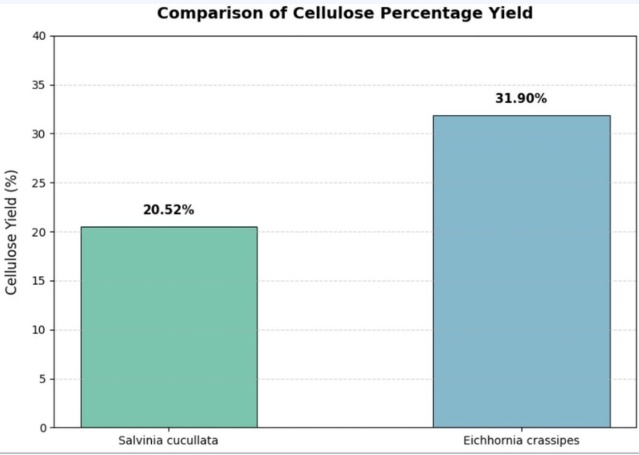 Comparison of Cellulose Percentage Yield
Cellulose Yield (%)
40
35
30
25
20
15
10
5
0
20.52%
31.90%
Salvinia cucullata
Eichhornia crassipes